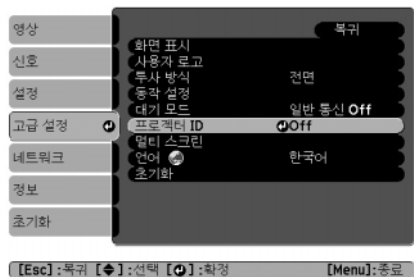 영상
신호
설정
고급 설정
네트워크
정보
초기화
복귀
화면 표시
사용자 로고
투사 방식 전면
동작 설정
대기 모드 일반 통신 Off
프로젝터 ID Off
멀티 스크린
언어 한국어
초기화
[Esc] :복귀 [◆] :선택 [⏎] :확정 [Menu]:종료